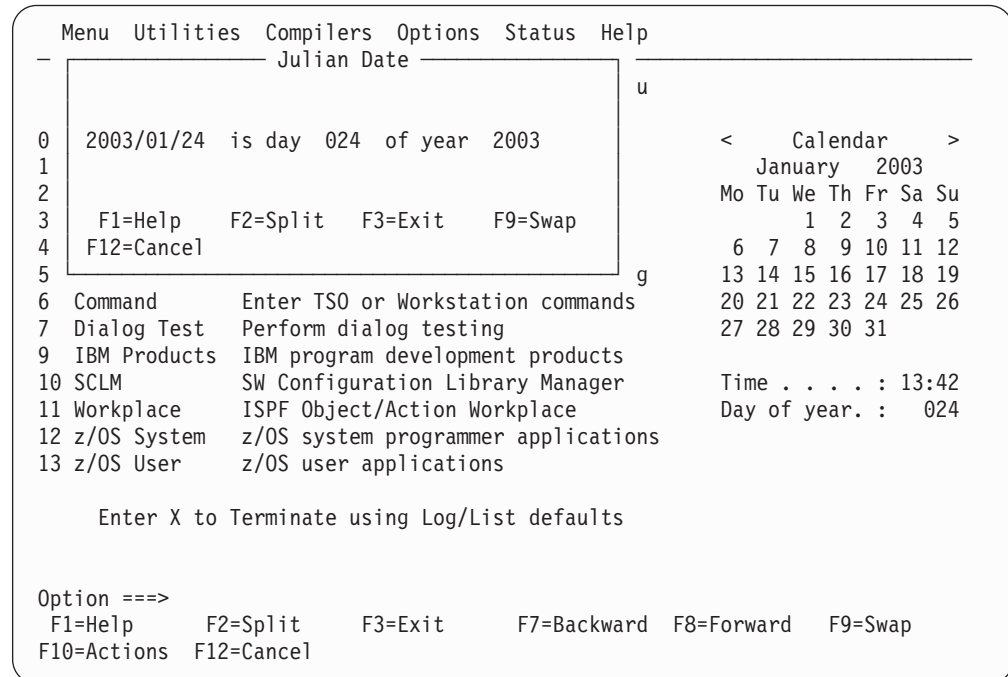 Menu Utilities Compilers Options Status Help
Julian Date
u
0 2003/01/24 is day 024 of year 2003 < Calendar >
1 January 2003
2 Mo Tu We Th Fr Sa Su
3 F1=Help F2=Split F3=Exit F9=Swap 1 2 3 4 5
4 F12=Cancel 6 7 8 9 10 11 12
5 g 13 14 15 16 17 18 19
6 Command Enter TSO or Workstation commands 20 21 22 23 24 25 26
7 Dialog Test Perform dialog testing 27 28 29 30 31
9 IBM Products IBM program development products
10 SCLM SW Configuration Library Manager Time . . . . : 13:42
11 Workplace ISPF Object/Action Workplace Day of year. : 024
12 z/OS System z/OS system programmer applications
13 z/OS User z/OS user applications
Enter X to Terminate using Log/List defaults
Option ===>
F1=Help F2=Split F3=Exit F7=Backward F8=Forward F9=Swap
F10=Actions F12=Cancel